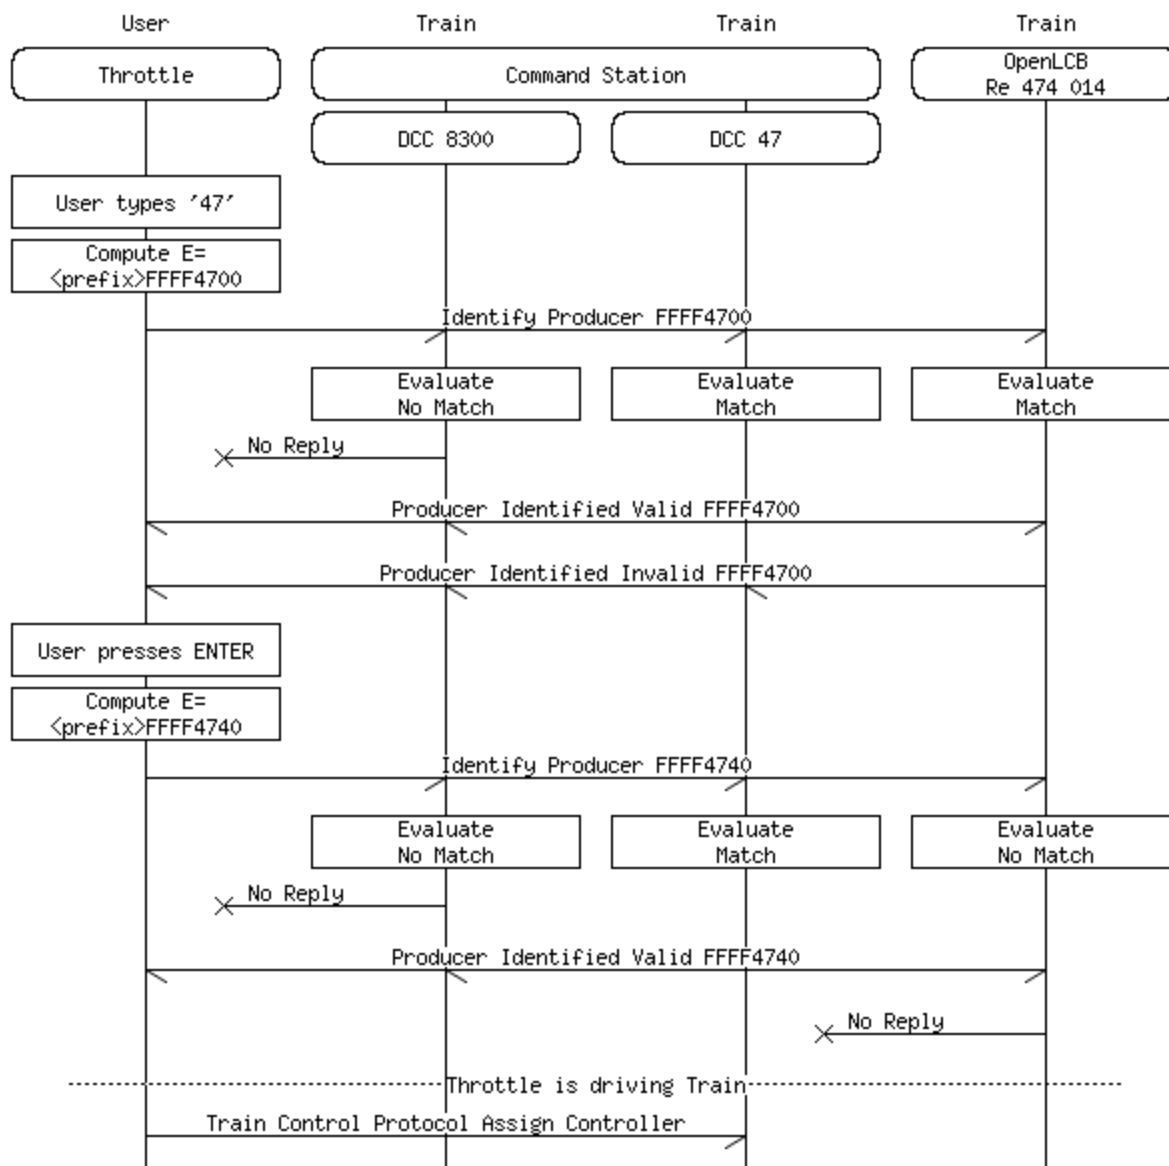 User Train Train Train
Throttle
Command Station
OpenLCB
Re 474 014
DCC 8300
DCC 47
User types '47'
Compute E=
<prefix>FFFF4700
Identify Producer FFFF4700
Evaluate
No Match
Evaluate
Match
Evaluate
Match
No Reply
Producer Identified Valid FFFF4700
Producer Identified Invalid FFFF4700
User presses ENTER
Compute E=
<prefix>FFFF4740
Identify Producer FFFF4740
Evaluate
No Match
Evaluate
Match
Evaluate
No Match
No Reply
Producer Identified Valid FFFF4740
No Reply
Throttle is driving Train
Train Control Protocol Assign Controller